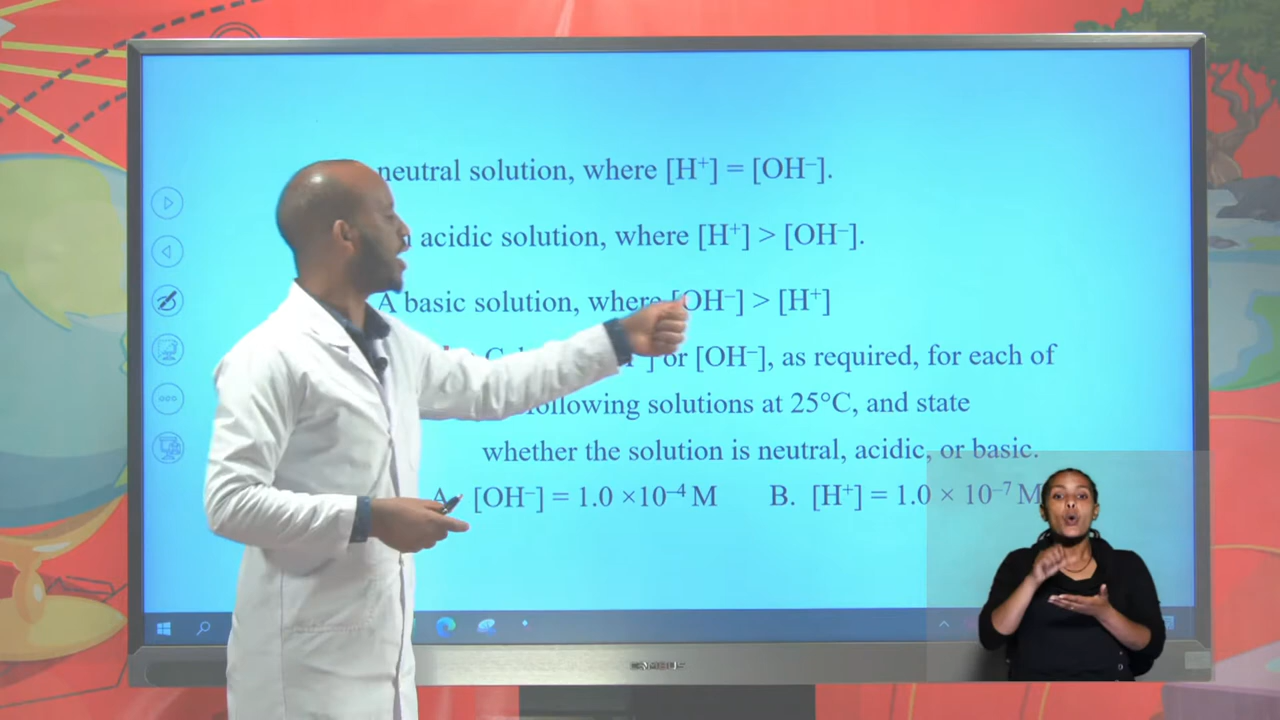 neutral solution, where [H⁺] = [OH⁻].
acidic solution, where [H⁺] > [OH⁻].
A basic solution, where [OH⁻] > [H⁺]
or [OH⁻], as required, for each of
following solutions at 25°C, and state
whether the solution is neutral, acidic, or basic.
A. [OH⁻] = 1.0 ×10⁻⁴ M B. [H⁺] = 1.0 × 10⁻⁷ M